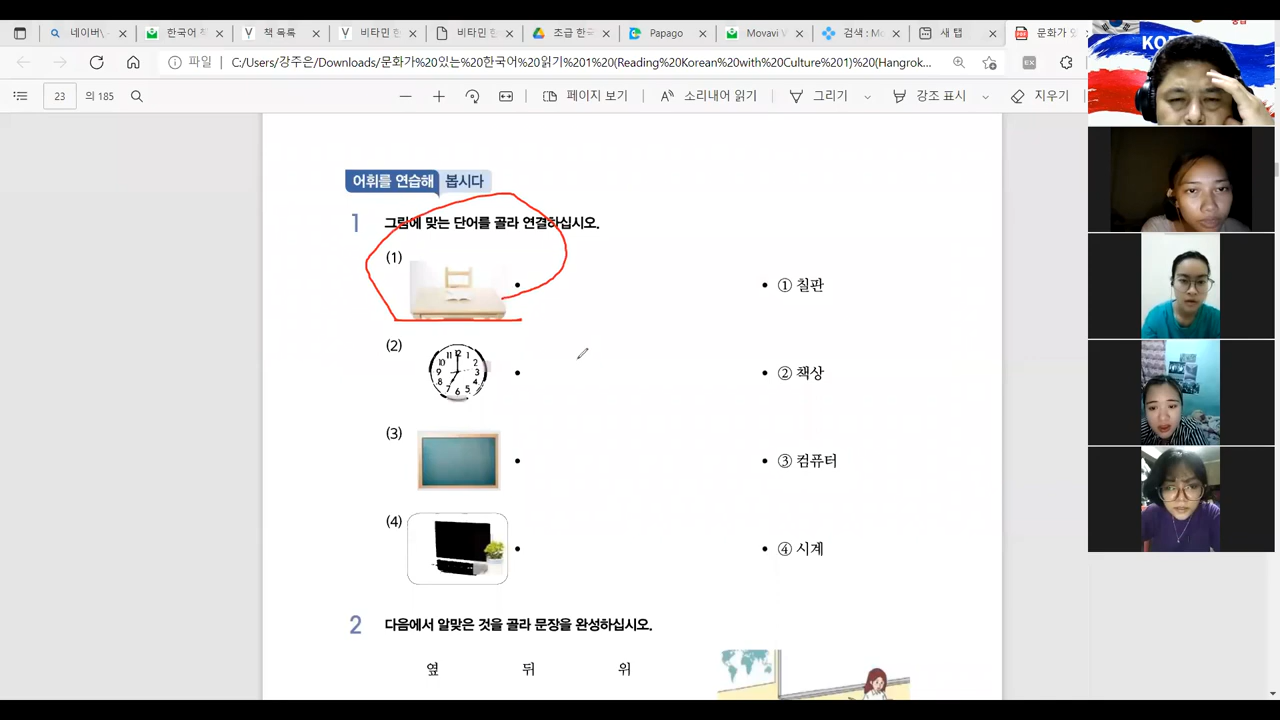 네이버\
한국어 책
책 목록
비타민 한
비타민 한
초급 한국
Papago
Movavi V
검색 : Mo
새 탭
문화가 있
파일
C:/Users/강주은/Downloads/문화가%20있는%20한국어%20읽기%201%20(Reading%20Korean%20with%20Culture%201)%20(Hangrok...
23 의 185
페이지 보기
소리내어 읽기
그리기
강조 표시
지우기
어휘를 연습해 봅시다
1 그림에 맞는 단어를 골라 연결하십시오.
(1) • • ① 칠판
(2) • • ② 책상
(3) • • ③ 컴퓨터
(4) • • ④ 시계
2 다음에서 알맞은 것을 골라 문장을 완성하십시오.
옆 뒤 위